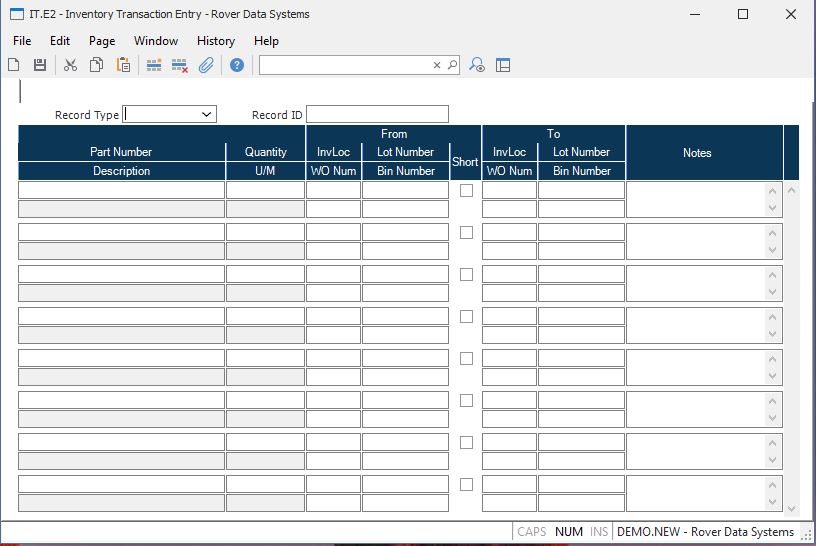 IT.E2 - Inventory Transaction Entry - Rover Data Systems
File Edit Page Window History Help
Record Type Record ID
From To
Part Number Quantity InvLoc Lot Number Short InvLoc Lot Number Notes
Description U/M WO Num Bin Number WO Num Bin Number
CAPS NUM INS DEMO.NEW - Rover Data Systems